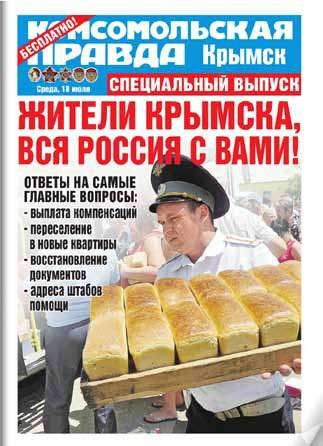 БЕСПЛАТНО!
КОМСОМОЛЬСКАЯ
ПРАВДА Крымск
Среда, 18 июля
СПЕЦИАЛЬНЫЙ ВЫПУСК
ЖИТЕЛИ КРЫМСКА,
ВСЯ РОССИЯ С ВАМИ!
ОТВЕТЫ НА САМЫЕ
ГЛАВНЫЕ ВОПРОСЫ:
- выплата компенсаций
- переселение
в новые квартиры
- восстановление
документов
- адреса штабов
помощи